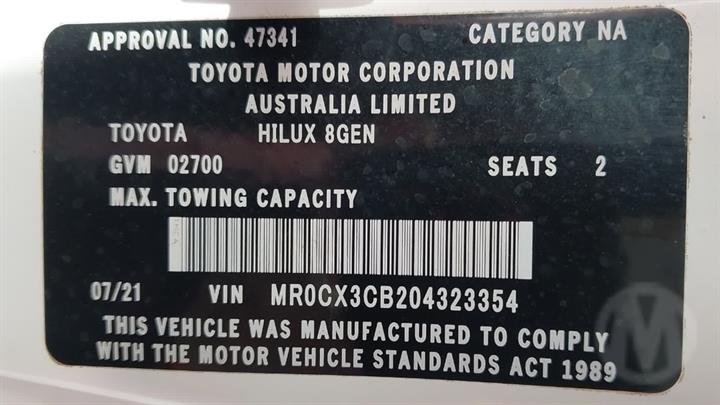 APPROVAL NO. 47341 CATEGORY NA
TOYOTA MOTOR CORPORATION
AUSTRALIA LIMITED
TOYOTA HILUX 8GEN
GVM 02700 SEATS 2
MAX. TOWING CAPACITY
07/21 VIN MR0CX3CB204323354
THIS VEHICLE WAS MANUFACTURED TO COMPLY
WITH THE MOTOR VEHICLE STANDARDS ACT 1989
M